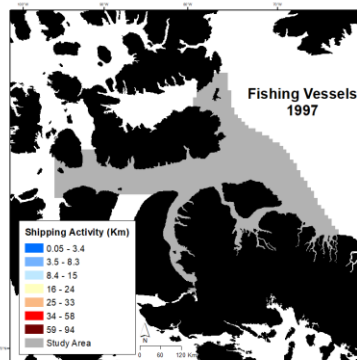 Fishing Vessels
1997
Shipping Activity (Km)
0.05 - 3.4
3.5 - 8.3
8.4 - 15
16 - 24
25 - 33
34 - 58
59 - 94
Study Area
N
0 60 120 Km